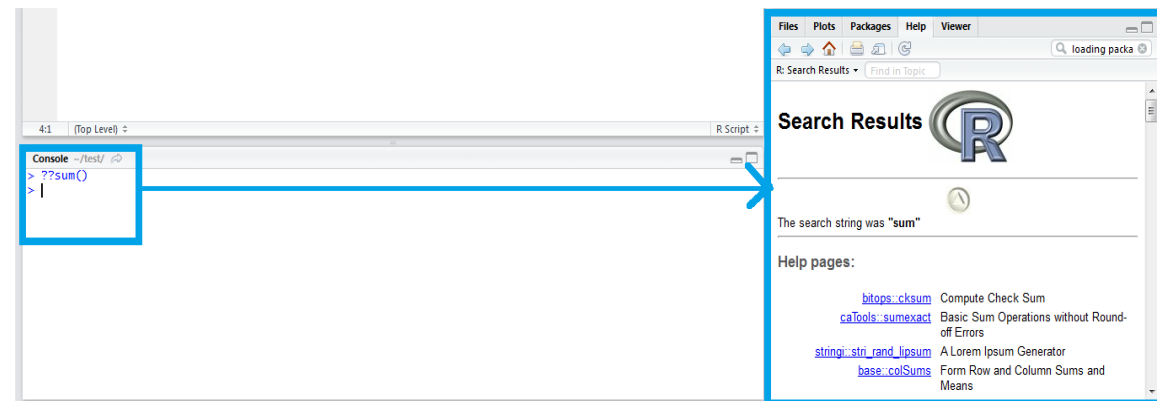 4:1 (Top Level) R Script
Console ~/test/
> ??sum()
>
Files Plots Packages Help Viewer
loading packa
R: Search Results Find in Topic
Search Results R
The search string was "sum"
Help pages:
bitops::cksum Compute Check Sum
caTools::sumexact Basic Sum Operations without Round-
off Errors
stringi::stri_rand_lipsum A Lorem Ipsum Generator
base::colSums Form Row and Column Sums and
Means